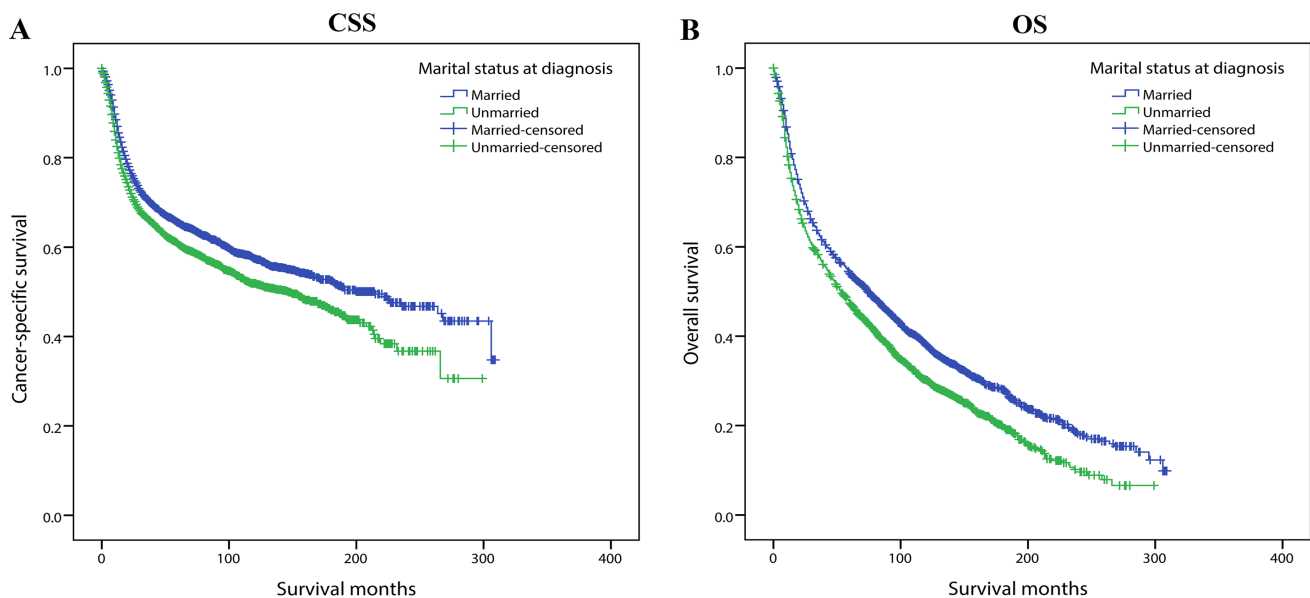 A
CSS
Marital status at diagnosis
Married
Unmarried
Married-censored
Unmarried-censored
Cancer-specific survival
1.0
0.8
0.6
0.4
0.2
0.0
0
100
200
300
400
Survival months
B
OS
Marital status at diagnosis
Married
Unmarried
Married-censored
Unmarried-censored
Overall survival
1.0
0.8
0.6
0.4
0.2
0.0
0
100
200
300
400
Survival months